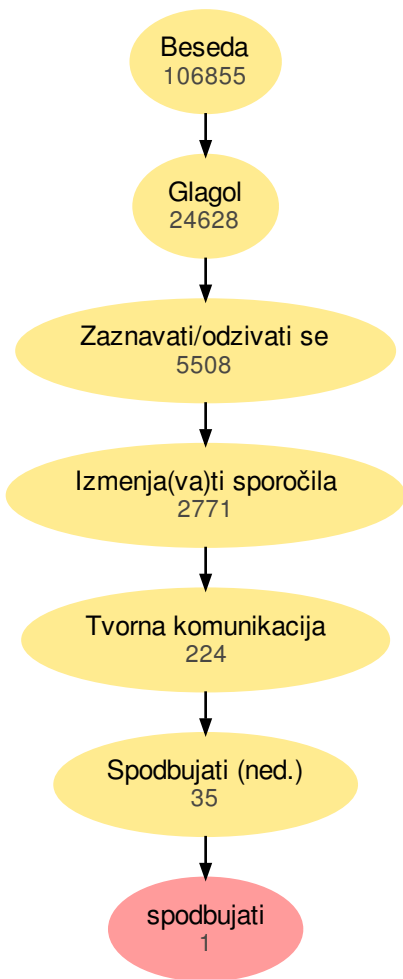 Beseda
106855
Glagol
24628
Zaznavati/odzivati se
5508
Izmenja(va)ti sporočila
2771
Tvorna komunikacija
224
Spodbujati (ned.)
35
spodbujati
1